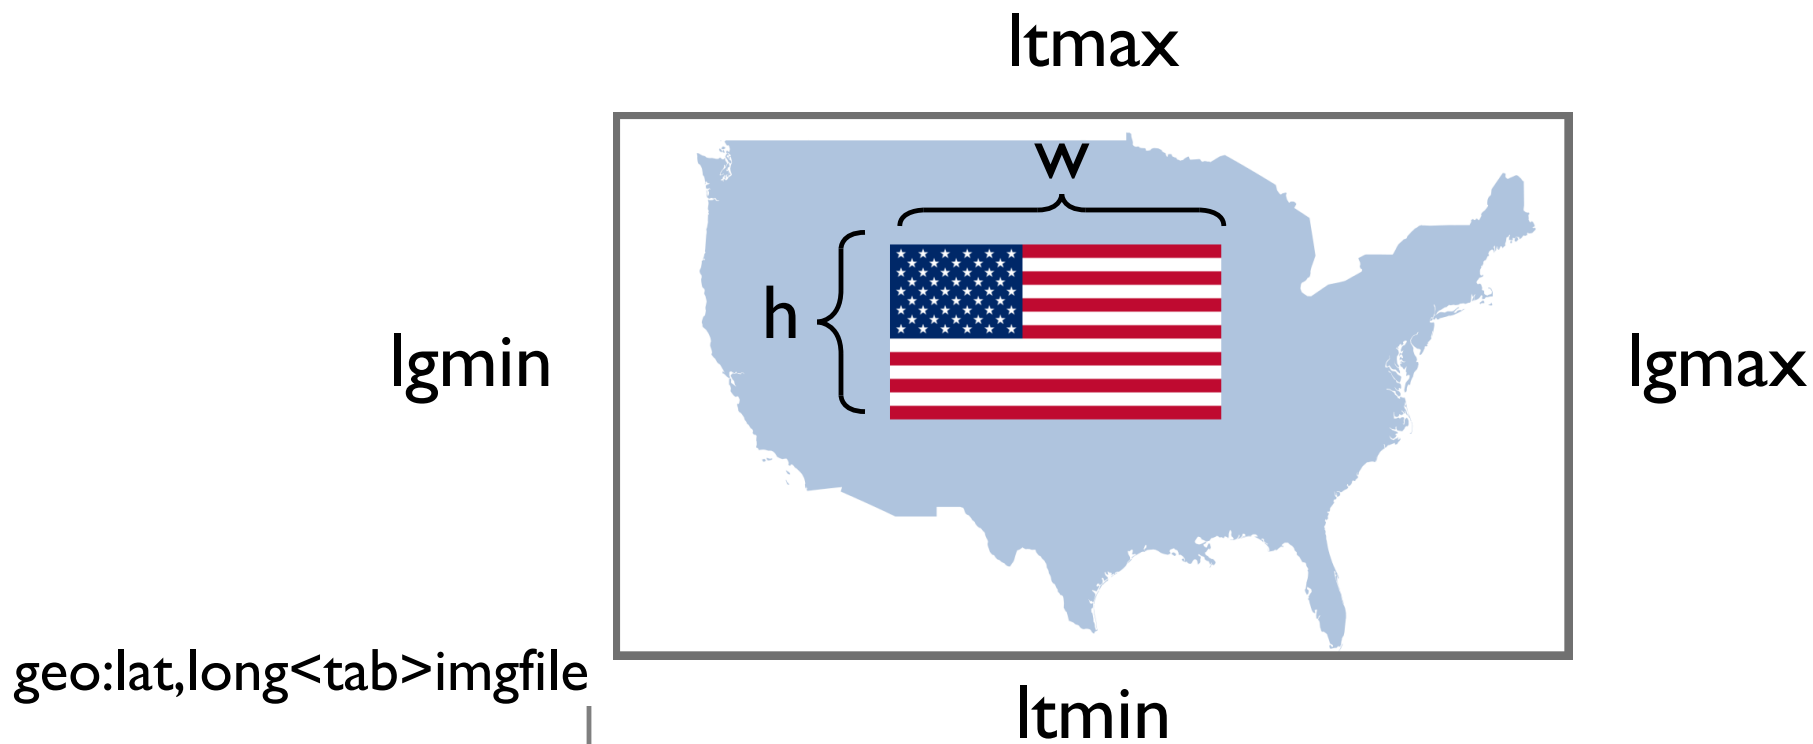 ltmax
w
h
lgmin
lgmax
geo:lat,long<tab>imgfile
ltmin